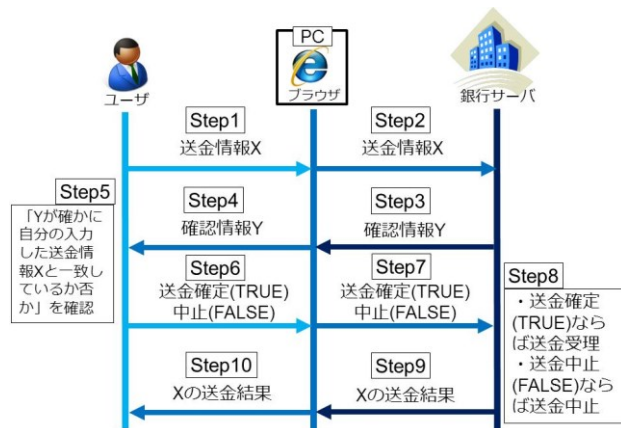 PC
ユーザ
ブラウザ
銀行サーバ
Step1
送金情報X
Step2
送金情報X
Step3
確認情報Y
Step4
確認情報Y
Step5
「Yが確かに
自分の入力
した送金情
報Xと一致し
ているか否
か」を確認
Step6
送金確定(TRUE)
中止(FALSE)
Step7
送金確定(TRUE)
中止(FALSE)
Step8
・送金確定
(TRUE)なら
ば送金受理
・送金中止
(FALSE)なら
ば送金中止
Step9
Xの送金結果
Step10
Xの送金結果